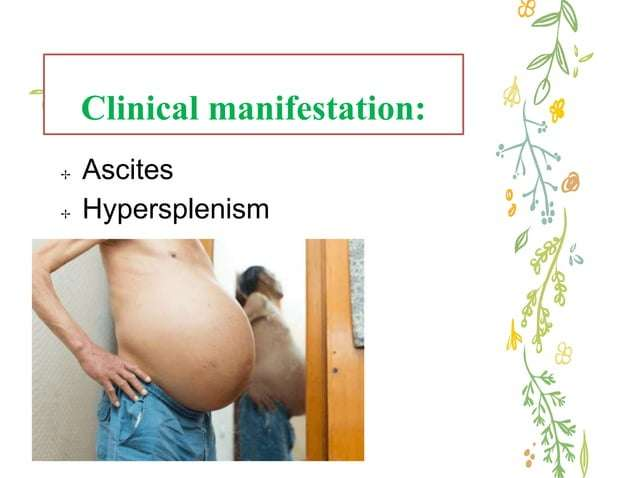 Clinical manifestation:
Ascites
Hypersplenism